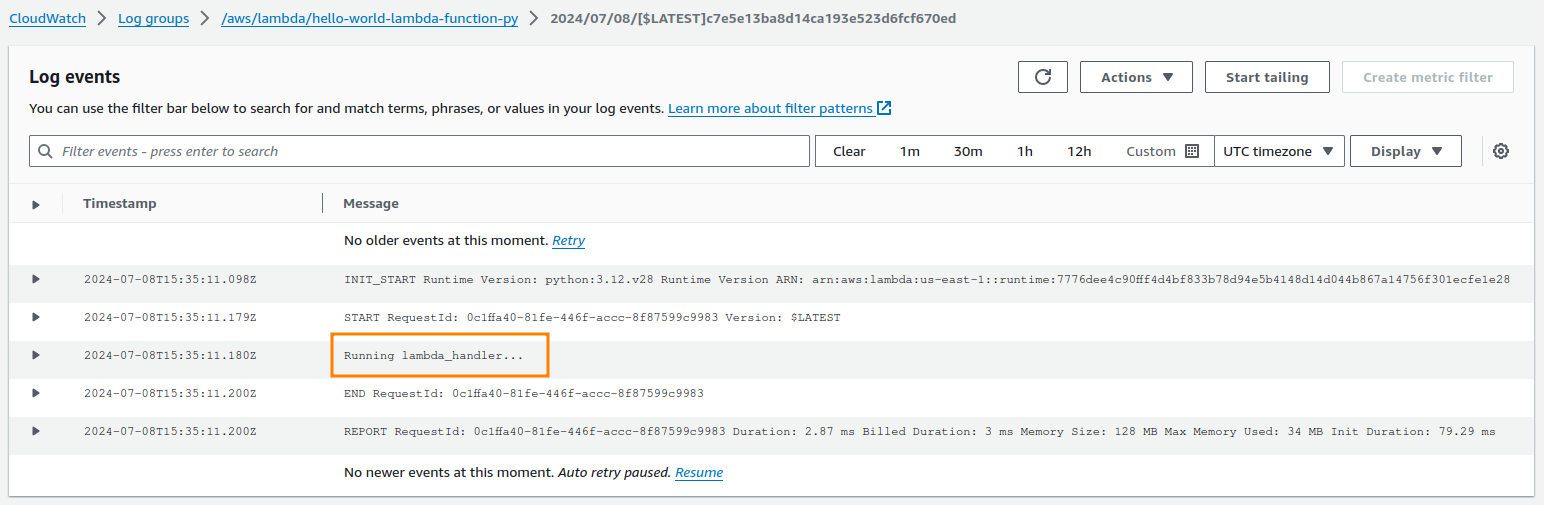 CloudWatch > Log groups > /aws/lambda/hello-world-lambda-function-py > 2024/07/08/[$LATEST]c7e5e13ba8d14ca193e523d6fcf670ed
Log events
Actions
Start tailing
Create metric filter
You can use the filter bar below to search for and match terms, phrases, or values in your log events. Learn more about filter patterns
Filter events - press enter to search
Clear 1m 30m 1h 12h Custom UTC timezone Display
Timestamp Message
No older events at this moment. Retry
2024-07-08T15:35:11.098Z INIT_START Runtime Version: python:3.12.v28 Runtime Version ARN: arn:aws:lambda:us-east-1::runtime:7776dee4c90fff4d4bf833b78d94e5b4148d14d044b867a14756f301ecfe1e28
2024-07-08T15:35:11.179Z START RequestId: 0c1ffa40-81fe-446f-accc-8f87599c9983 Version: $LATEST
2024-07-08T15:35:11.180Z Running lambda_handler...
2024-07-08T15:35:11.200Z END RequestId: 0c1ffa40-81fe-446f-accc-8f87599c9983
2024-07-08T15:35:11.200Z REPORT RequestId: 0c1ffa40-81fe-446f-accc-8f87599c9983 Duration: 2.87 ms Billed Duration: 3 ms Memory Size: 128 MB Max Memory Used: 34 MB Init Duration: 79.29 ms
No newer events at this moment. Auto retry paused. Resume